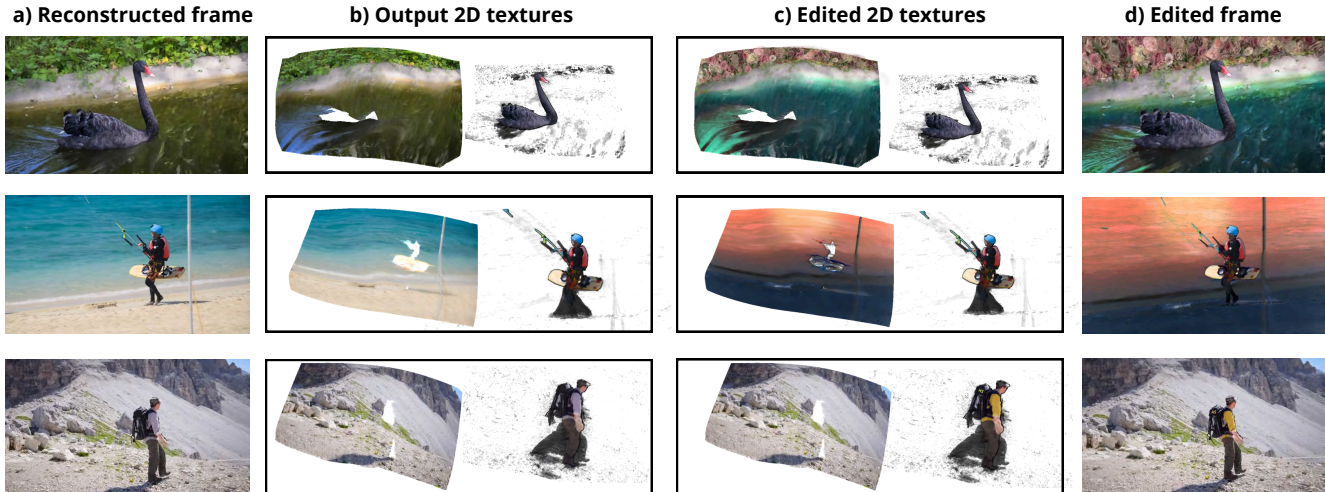 a) Reconstructed frame
b) Output 2D textures
c) Edited 2D textures
d) Edited frame